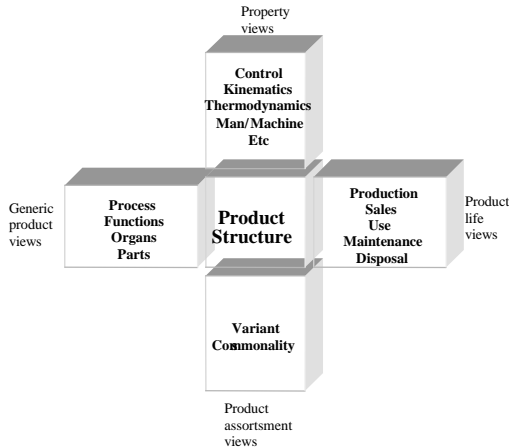 Property
views
Control
Kinematics
Thermodynamics
Man/Machine
Etc
Generic
product
views
Process
Functions
Organs
Parts
Product
Structure
Production
Sales
Use
Maintenance
Disposal
Product
life
views
Variant
Commonality
Product
assortsment
views